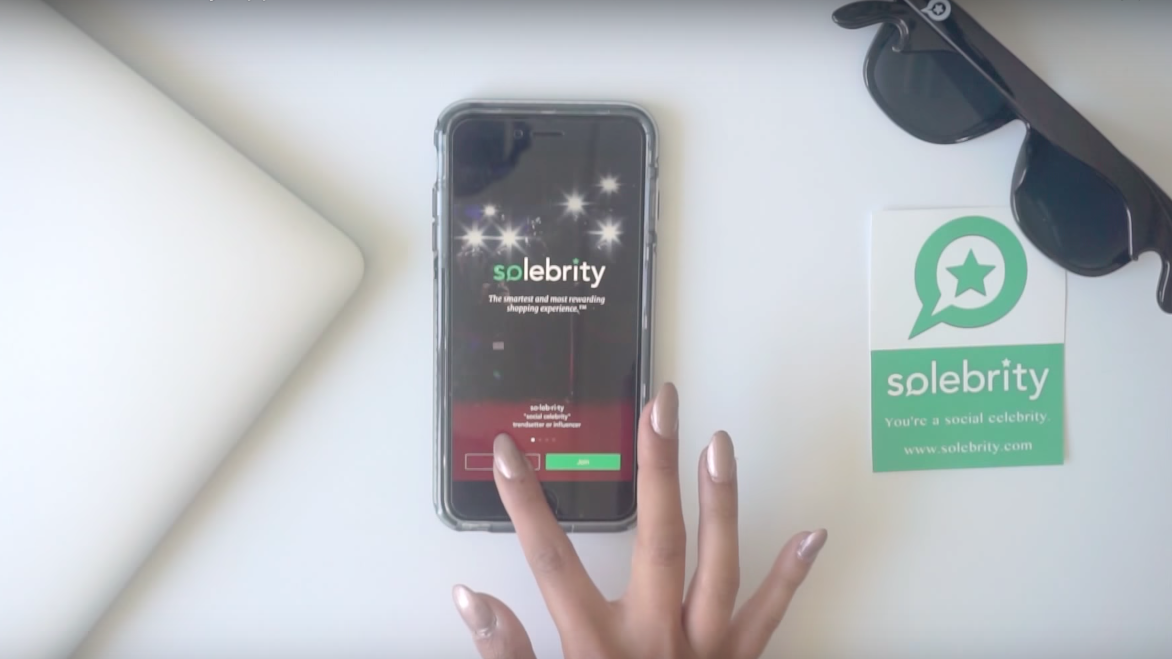 solebrity
The smartest and most rewarding
shopping experience.™
so·leb·ri·ty
"social celebrity"
trendsetter or influencer
JOIN
solebrity
You're a social celebrity.
www.solebrity.com